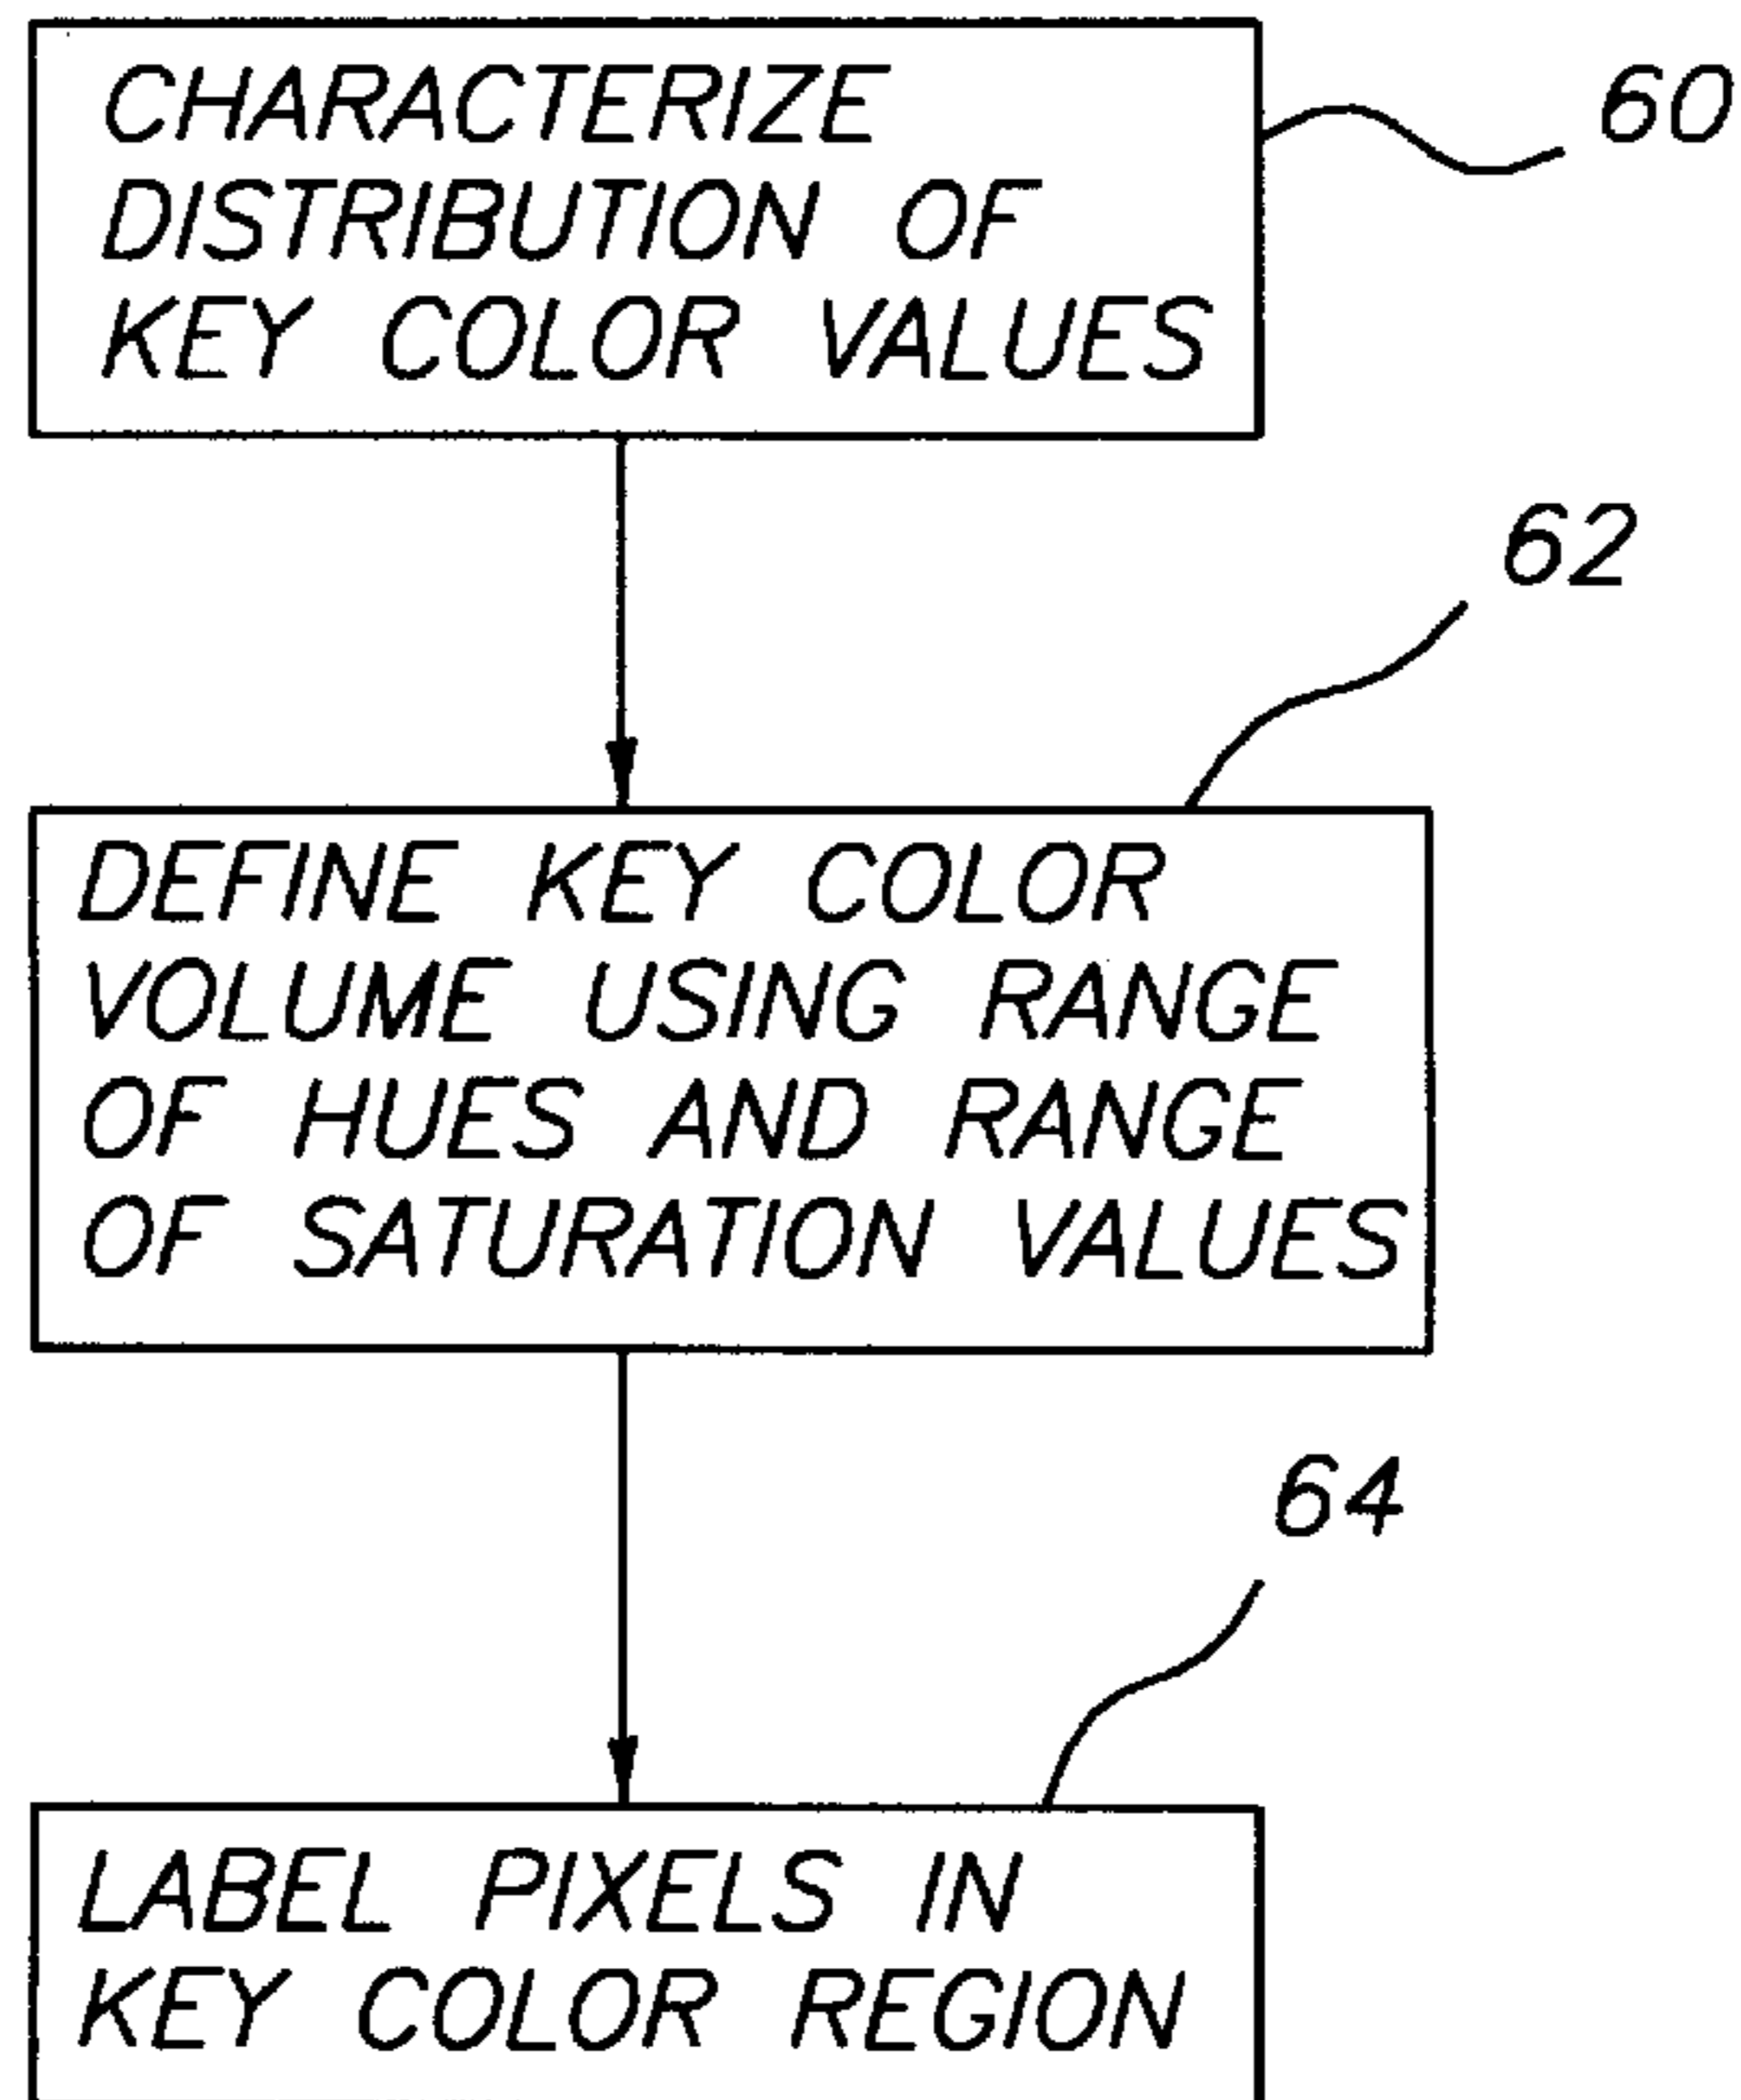 CHARACTERIZE
DISTRIBUTION OF
KEY COLOR VALUES
60
62
DEFINE KEY COLOR
VOLUME USING RANGE
OF HUES AND RANGE
OF SATURATION VALUES
64
LABEL PIXELS IN
KEY COLOR REGION